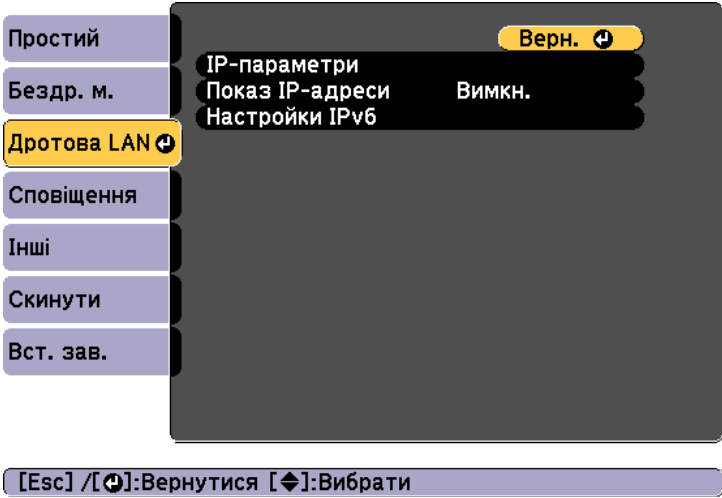 Простий
Бездр. м.
Дротова LAN
Сповіщення
Інші
Скинути
Вст. зав.
Верн.
IP-параметри
Показ IP-адреси Вимкн.
Настройки IPv6
[Esc] /[⏎]:Вернутися [◆]:Вибрати